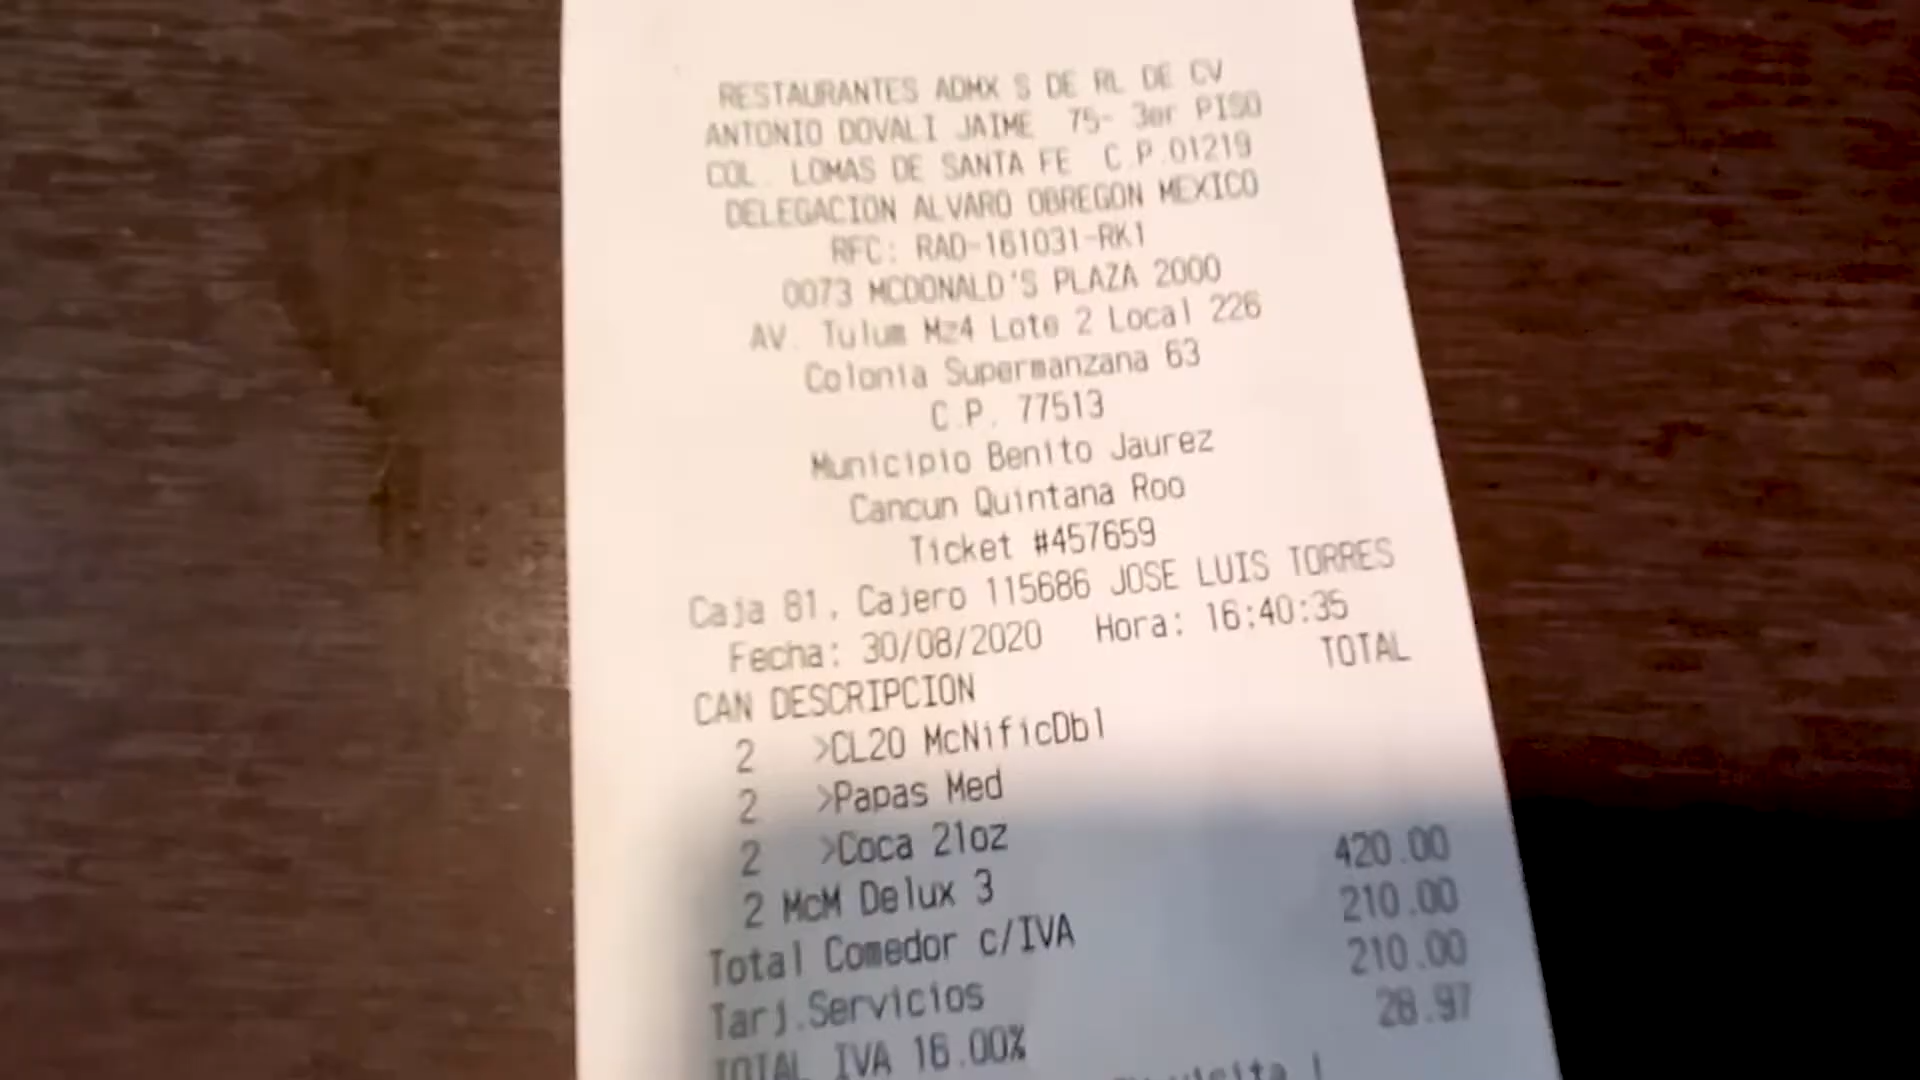 RESTAURANTES ADMX S DE RL DE CV
ANTONIO DOVALI JAIME 75- 3er PISO
COL. LOMAS DE SANTA FE C.P.01219
DELEGACION ALVARO OBREGON MEXICO
RFC: RAD-161031-RK1
0073 MCDONALD'S PLAZA 2000
AV. Tulum Mz4 Lote 2 Local 226
Colonia Supermanzana 63
C.P. 77513
Municipio Benito Jaurez
Cancun Quintana Roo
Ticket #457659
Caja 81, Cajero 115686 JOSE LUIS TORRES
Fecha: 30/08/2020 Hora: 16:40:35
CAN DESCRIPCION TOTAL
2 >CL20 McNificDbl
2 >Papas Med
2 >Coca 21oz
2 McM Delux 3 420.00
Total Comedor c/IVA 210.00
Tarj.Servicios 210.00
TOTAL IVA 16.00% 28.97
visita !